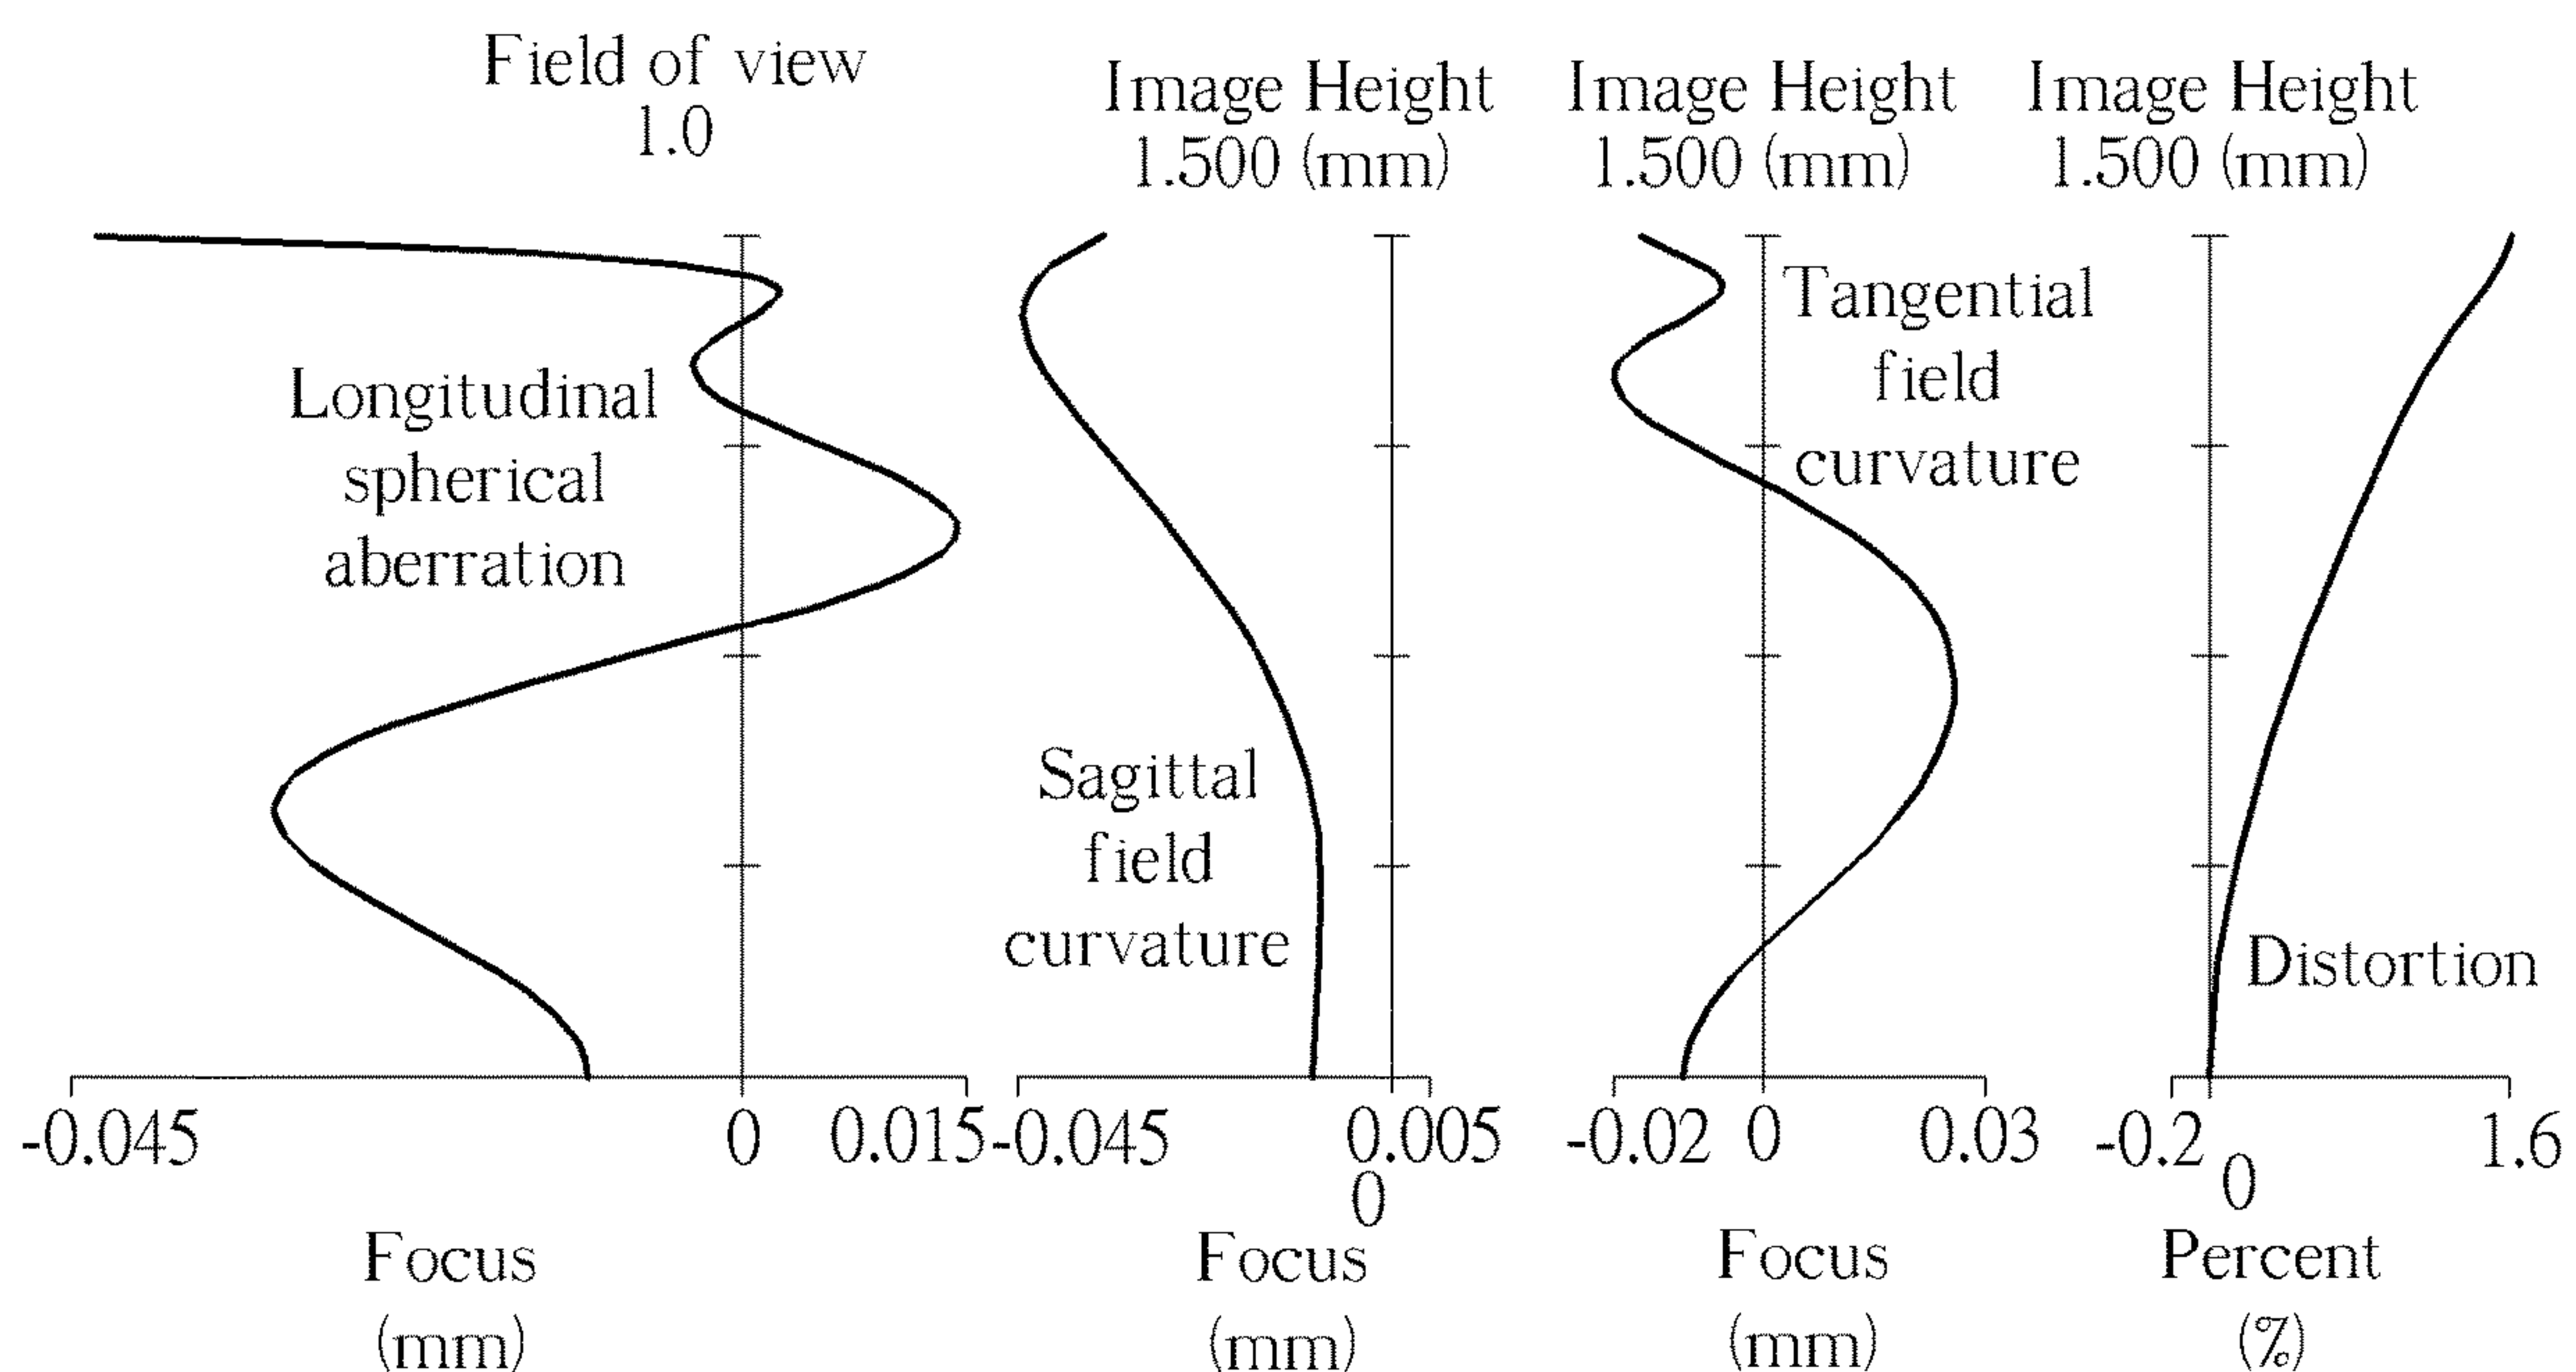 Field of view
1.0
Longitudinal
spherical
aberration
-0.045
0
0.015
Focus
(mm)
Image Height
1.500 (mm)
Sagittal
field
curvature
-0.045
0.005
0
Focus
(mm)
Image Height
1.500 (mm)
Tangential
field
curvature
-0.02
0
0.03
Focus
(mm)
Image Height
1.500 (mm)
Distortion
-0.2
0
1.6
Percent
(%)